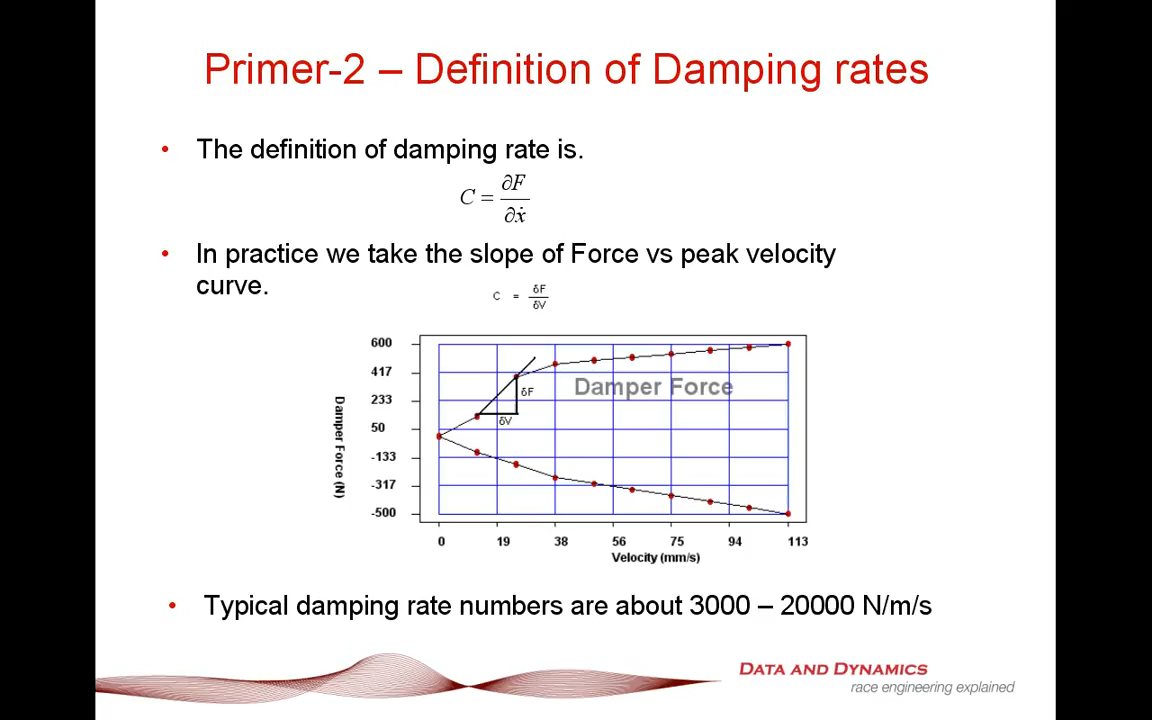 Primer-2 – Definition of Damping rates
• The definition of damping rate is.
C = ∂F/∂ẋ
• In practice we take the slope of Force vs peak velocity
curve.
C = δF/δV
600
417
233
50
-133
-317
-500
Damper Force (N)
Damper Force
δF
δV
0 19 38 56 75 94 113
Velocity (mm/s)
• Typical damping rate numbers are about 3000 – 20000 N/m/s
DATA AND DYNAMICS
race engineering explained